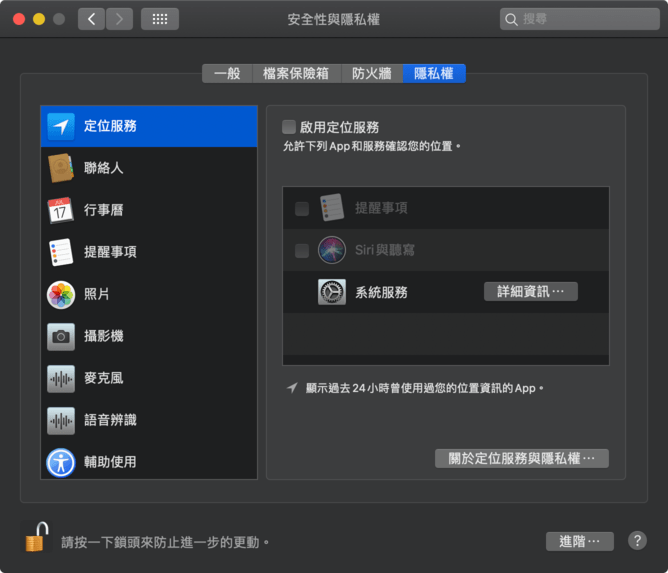 安全性與隱私權
搜尋
一般 檔案保險箱 防火牆 隱私權
定位服務
聯絡人
JUL
17
行事曆
提醒事項
照片
攝影機
麥克風
語音辨識
輔助使用
啟用定位服務
允許下列 App 和服務確認您的位置。
提醒事項
Siri 與聽寫
系統服務
詳細資訊⋯
顯示過去 24 小時曾使用過您的位置資訊的 App。
關於定位服務與隱私權⋯
請按一下鎖頭來防止進一步的更動。
進階⋯
?